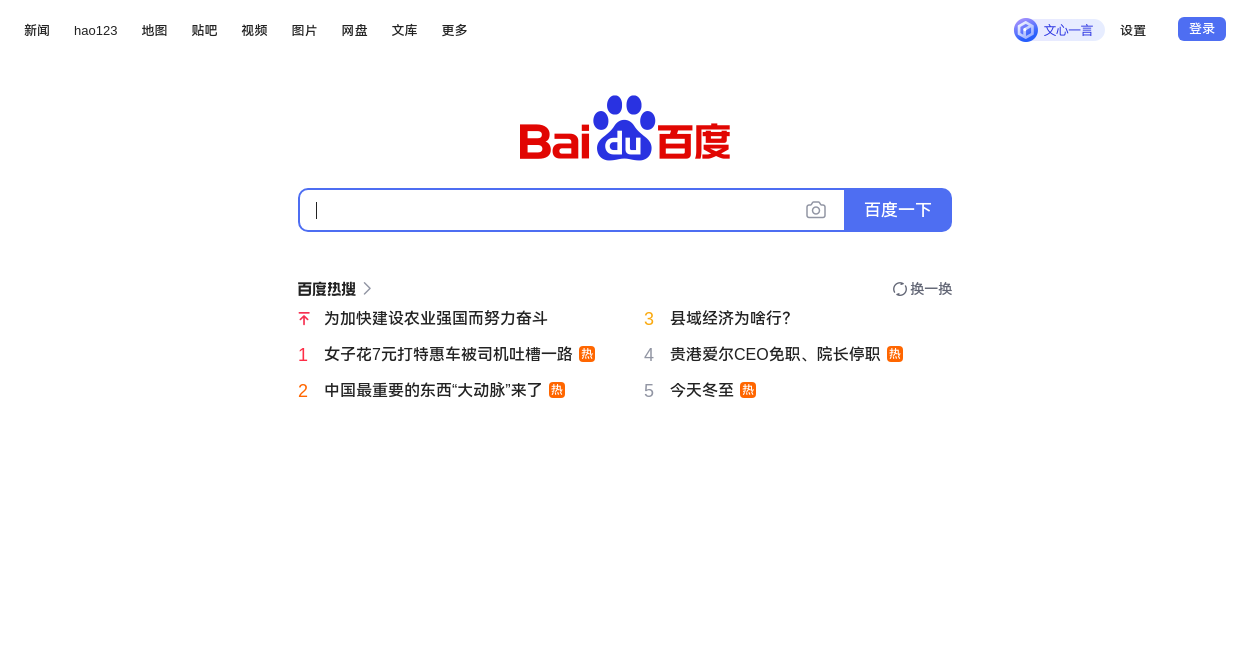 新闻 hao123 地图 贴吧 视频 图片 网盘 文库 更多 文心一言 设置 登录
Bai du 百度
百度一下
百度热搜 换一换
为加快建设农业强国而努力奋斗
3 县域经济为啥行?
1 女子花7元打特惠车被司机吐槽一路 热
4 贵港爱尔CEO免职、院长停职 热
2 中国最重要的东西“大动脉”来了 热
5 今天冬至 热